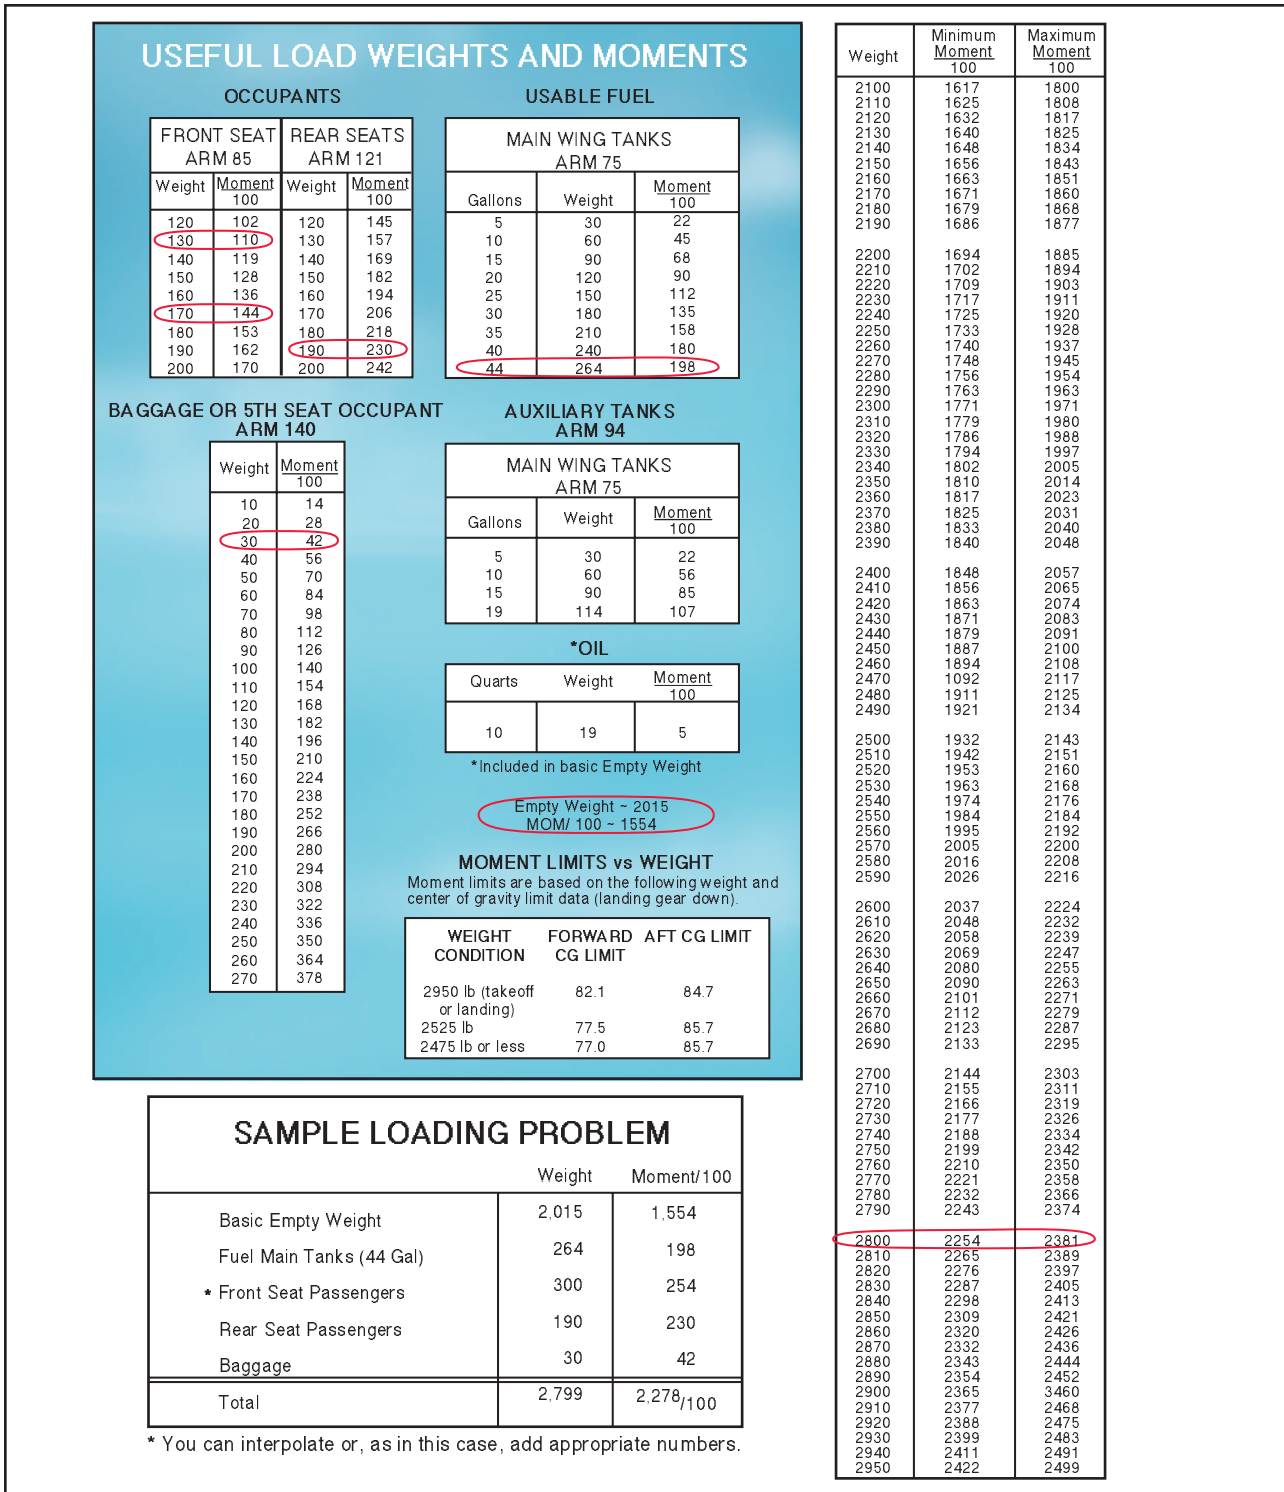 USEFUL LOAD WEIGHTS AND MOMENTS
OCCUPANTS
FRONT SEAT REAR SEATS
ARM 85 ARM 121
Weight Moment Weight Moment
100 100
120 102 120 145
130 110 130 157
140 119 140 169
150 128 150 182
160 136 160 194
170 144 170 206
180 153 180 218
190 162 190 230
200 170 200 242
USABLE FUEL
MAIN WING TANKS
ARM 75
Gallons Weight Moment
100
5 30 22
10 60 45
15 90 68
20 120 90
25 150 112
30 180 135
35 210 158
40 240 180
44 264 198
BAGGAGE OR 5TH SEAT OCCUPANT
ARM 140
Weight Moment
100
10 14
20 28
30 42
40 56
50 70
60 84
70 98
80 112
90 126
100 140
110 154
120 168
130 182
140 196
150 210
160 224
170 238
180 252
190 266
200 280
210 294
220 308
230 322
240 336
250 350
260 364
270 378
AUXILIARY TANKS
ARM 94
MAIN WING TANKS
ARM 75
Gallons Weight Moment
100
5 30 22
10 60 56
15 90 85
19 114 107
*OIL
Quarts Weight Moment
100
10 19 5
*Included in basic Empty Weight
Empty Weight ~ 2015
MOM/ 100 ~ 1554
MOMENT LIMITS vs WEIGHT
Moment limits are based on the following weight and
center of gravity limit data (landing gear down).
WEIGHT FORWARD AFT CG LIMIT
CONDITION CG LIMIT
2950 lb (takeoff 82.1 84.7
or landing)
2525 lb 77.5 85.7
2475 lb or less 77.0 85.7
SAMPLE LOADING PROBLEM
Weight Moment/100
Basic Empty Weight 2,015 1,554
Fuel Main Tanks (44 Gal) 264 198
* Front Seat Passengers 300 254
Rear Seat Passengers 190 230
Baggage 30 42
Total 2,799 2,278/100
* You can interpolate or, as in this case, add appropriate numbers.
Minimum Maximum
Weight Moment Moment
100 100
2100 1617 1800
2110 1625 1808
2120 1632 1817
2130 1640 1825
2140 1648 1834
2150 1656 1843
2160 1663 1851
2170 1671 1860
2180 1679 1868
2190 1686 1877
2200 1694 1885
2210 1702 1894
2220 1709 1903
2230 1717 1911
2240 1725 1920
2250 1733 1928
2260 1740 1937
2270 1748 1945
2280 1756 1954
2290 1763 1963
2300 1771 1971
2310 1779 1980
2320 1786 1988
2330 1794 1997
2340 1802 2005
2350 1810 2014
2360 1817 2023
2370 1825 2031
2380 1833 2040
2390 1840 2048
2400 1848 2057
2410 1856 2065
2420 1863 2074
2430 1871 2083
2440 1879 2091
2450 1887 2100
2460 1894 2108
2470 1092 2117
2480 1911 2125
2490 1921 2134
2500 1932 2143
2510 1942 2151
2520 1953 2160
2530 1963 2168
2540 1974 2176
2550 1984 2184
2560 1995 2192
2570 2005 2200
2580 2016 2208
2590 2026 2216
2600 2037 2224
2610 2048 2232
2620 2058 2239
2630 2069 2247
2640 2080 2255
2650 2090 2263
2660 2101 2271
2670 2112 2279
2680 2123 2287
2690 2133 2295
2700 2144 2303
2710 2155 2311
2720 2166 2319
2730 2177 2326
2740 2188 2334
2750 2199 2342
2760 2210 2350
2770 2221 2358
2780 2232 2366
2790 2243 2374
2800 2254 2381
2810 2265 2389
2820 2276 2397
2830 2287 2405
2840 2298 2413
2850 2309 2421
2860 2320 2426
2870 2332 2436
2880 2343 2444
2890 2354 2452
2900 2365 3460
2910 2377 2468
2920 2388 2475
2930 2399 2483
2940 2411 2491
2950 2422 2499